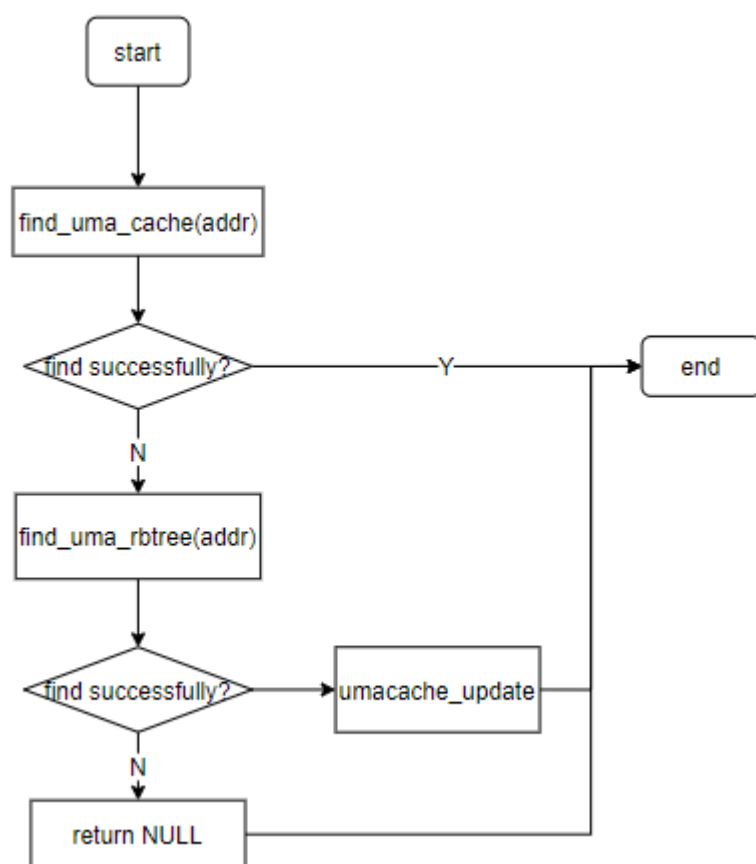 start
find_uma_cache(addr)
find successfully?
Y
end
N
find_uma_rbtree(addr)
find successfully?
umacache_update
N
return NULL